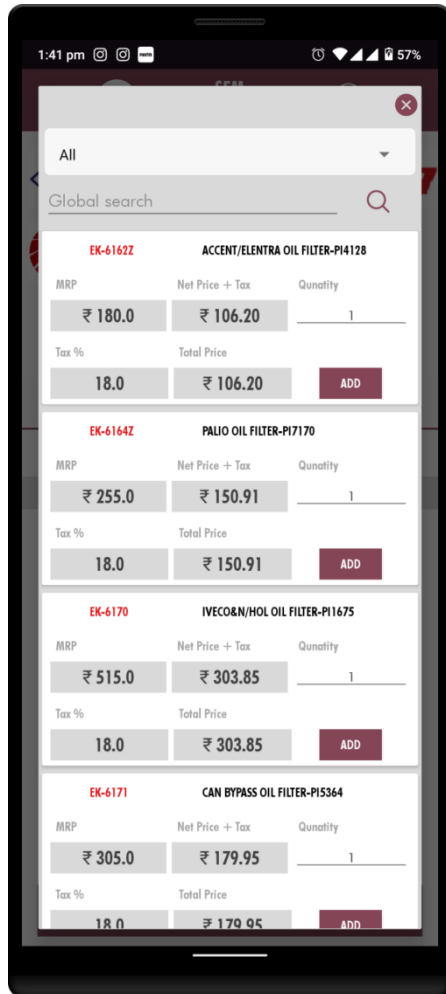 1:41 pm 57%
All
Global search
EK-6162Z ACCENT/ELENTRA OIL FILTER-PI4128
MRP Net Price + Tax Qunatity
₹ 180.0 ₹ 106.20 1
Tax % Total Price
18.0 ₹ 106.20 ADD
EK-6164Z PALIO OIL FILTER-PI7170
MRP Net Price + Tax Qunatity
₹ 255.0 ₹ 150.91 1
Tax % Total Price
18.0 ₹ 150.91 ADD
EK-6170 IVECO&N/HOL OIL FILTER-PI1675
MRP Net Price + Tax Qunatity
₹ 515.0 ₹ 303.85 1
Tax % Total Price
18.0 ₹ 303.85 ADD
EK-6171 CAN BYPASS OIL FILTER-PI5364
MRP Net Price + Tax Qunatity
₹ 305.0 ₹ 179.95 1
Tax % Total Price
18.0 ₹ 179.95 ADD